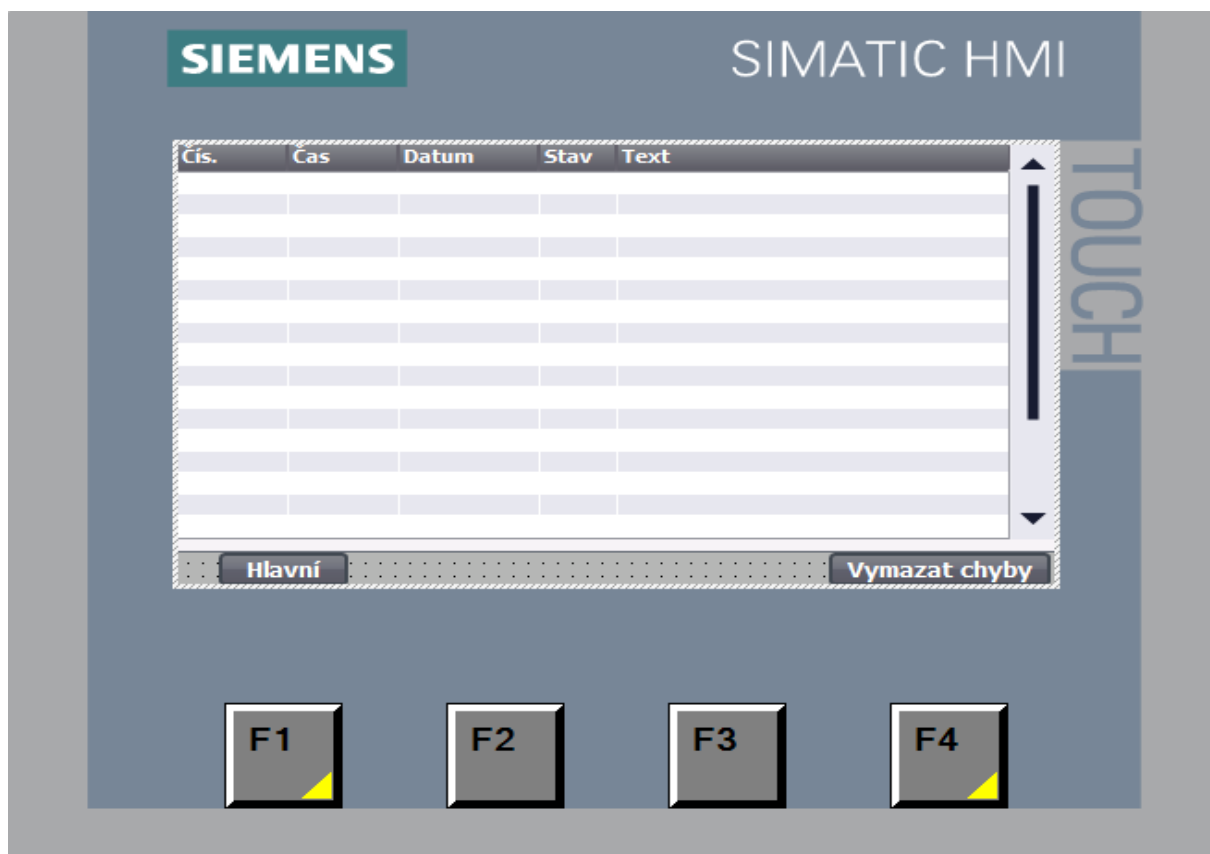 SIEMENS SIMATIC HMI
Čís. Čas Datum Stav Text
TOUCH
Hlavní Vymazat chyby
F1 F2 F3 F4